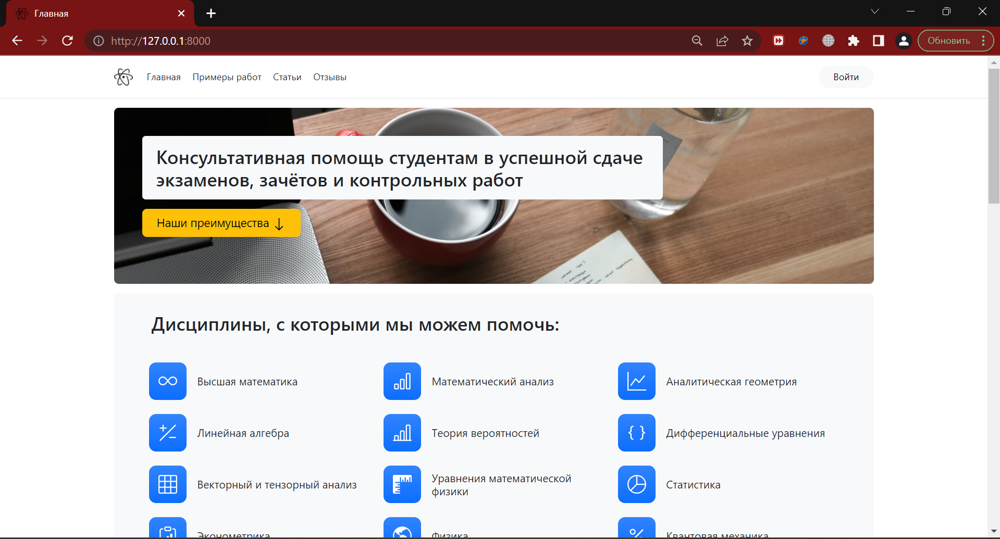 Главная
http://127.0.0.1:8000
Обновить
Главная Примеры работ Статьи Отзывы
Войти
Консультативная помощь студентам в успешной сдаче
экзаменов, зачётов и контрольных работ
Наши преимущества ↓
Дисциплины, с которыми мы можем помочь:
Высшая математика
Математический анализ
Аналитическая геометрия
Линейная алгебра
Теория вероятностей
Дифференциальные уравнения
Векторный и тензорный анализ
Уравнения математической
физики
Статистика
Эконометрика
Физика
Квантовая механика